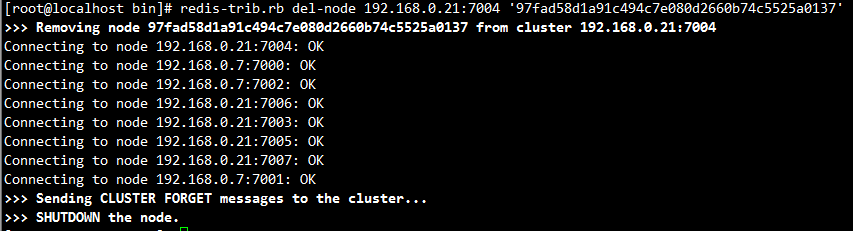 [root@localhost bin]# redis-trib.rb del-node 192.168.0.21:7004 '97fad58d1a91c494c7e080d2660b74c5525a0137'
>>> Removing node 97fad58d1a91c494c7e080d2660b74c5525a0137 from cluster 192.168.0.21:7004
Connecting to node 192.168.0.21:7004: OK
Connecting to node 192.168.0.7:7000: OK
Connecting to node 192.168.0.7:7002: OK
Connecting to node 192.168.0.21:7006: OK
Connecting to node 192.168.0.21:7003: OK
Connecting to node 192.168.0.21:7005: OK
Connecting to node 192.168.0.21:7007: OK
Connecting to node 192.168.0.7:7001: OK
>>> Sending CLUSTER FORGET messages to the cluster...
>>> SHUTDOWN the node.